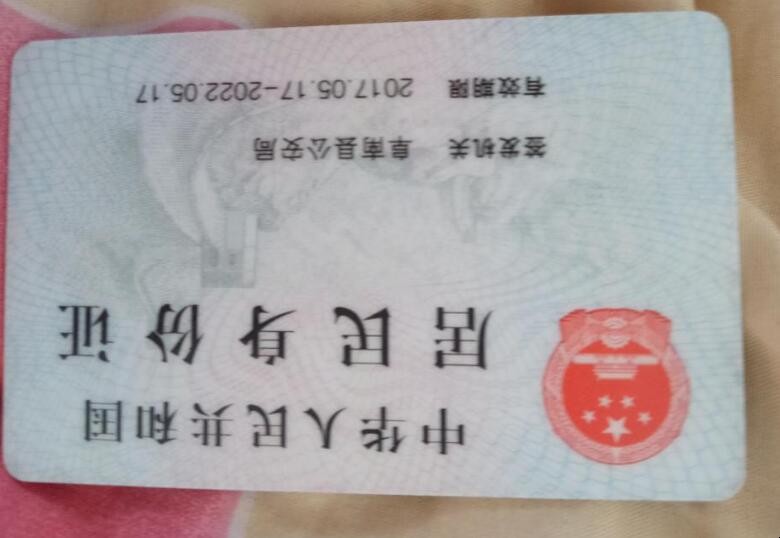 中华人民共和国
居民身份证
签发机关 阜南县公安局
有效期限 2017.05.17-2022.05.17